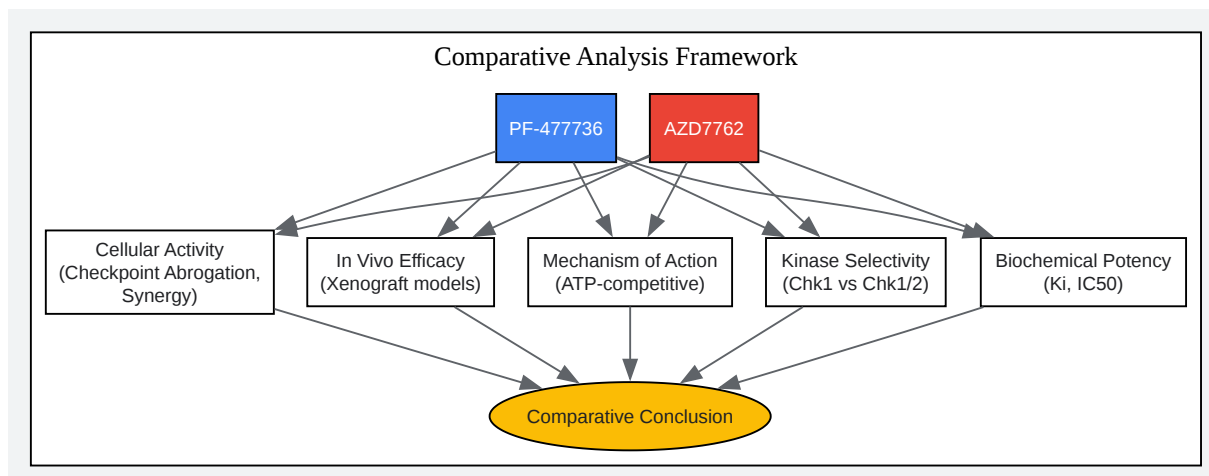 Comparative Analysis Framework
PF-477736
AZD7762
Cellular Activity
(Checkpoint Abrogation,
Synergy)
In Vivo Efficacy
(Xenograft models)
Mechanism of Action
(ATP-competitive)
Kinase Selectivity
(Chk1 vs Chk1/2)
Biochemical Potency
(Ki, IC50)
Comparative Conclusion